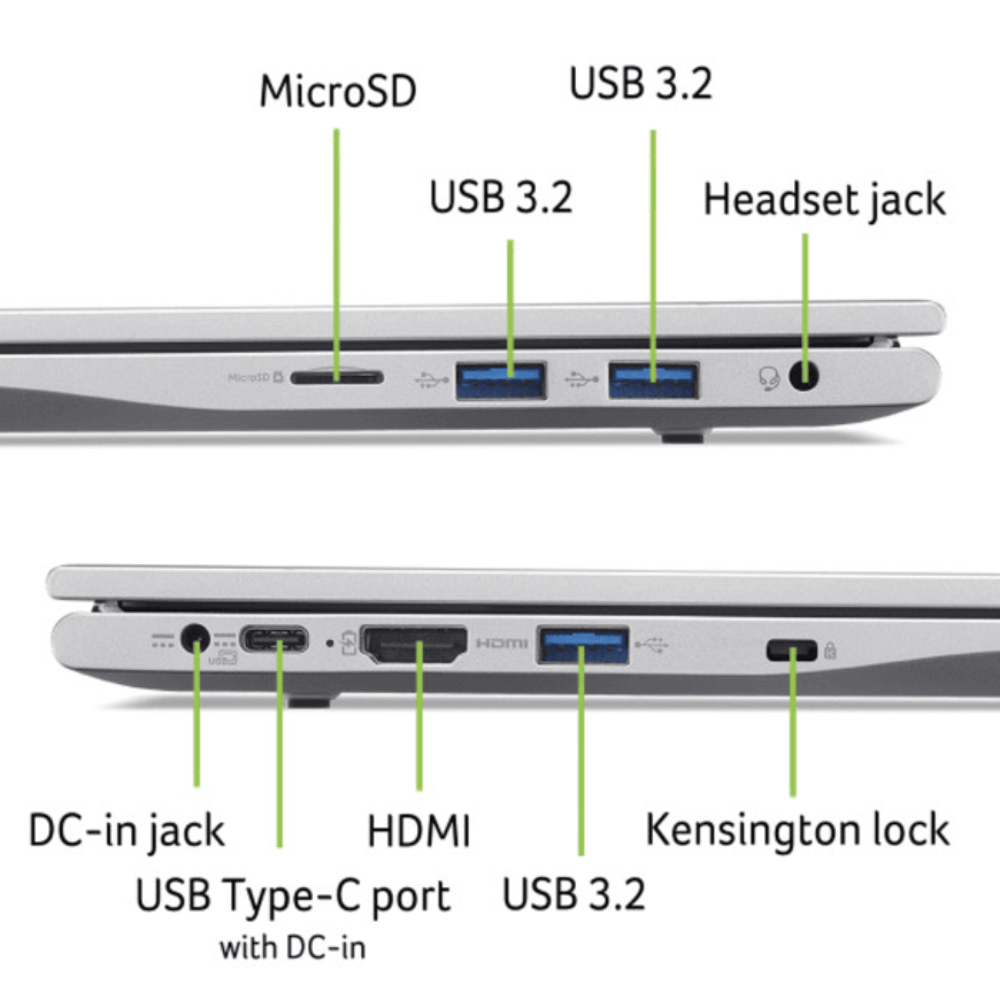 MicroSD
USB 3.2
USB 3.2
Headset jack
MicroSD
HDMI
DC-in jack
HDMI
Kensington lock
USB Type-C port
with DC-in
USB 3.2